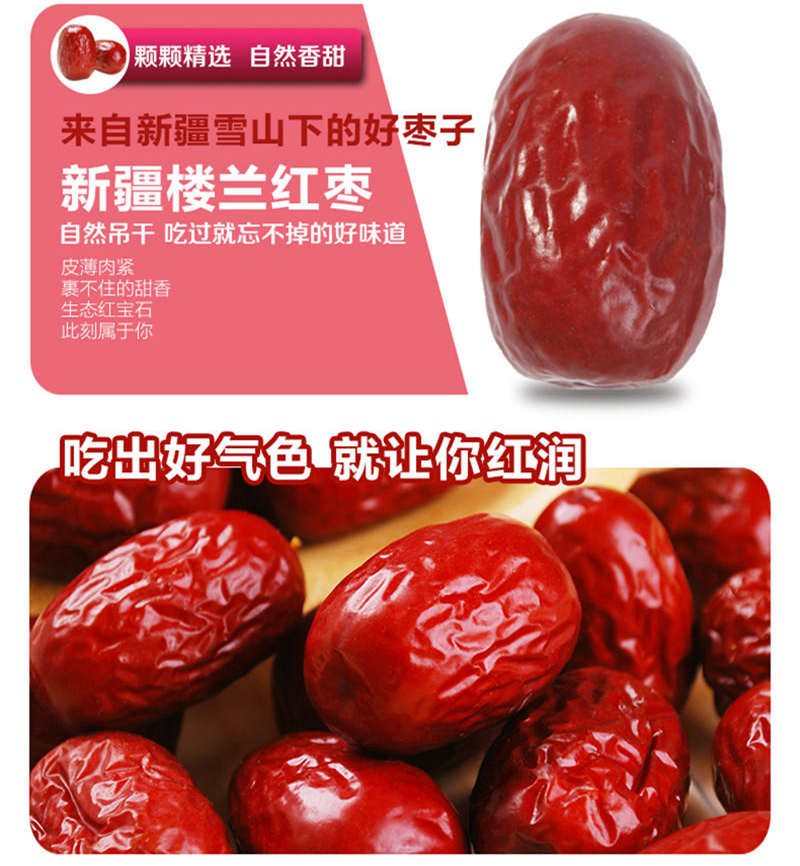 颗颗精选 自然香甜
来自新疆雪山下的好枣子
新疆楼兰红枣
自然吊干 吃过就忘不掉的好味道
皮薄肉紧
裹不住的甜香
生态红宝石
此刻属于你
吃出好气色 就让你红润